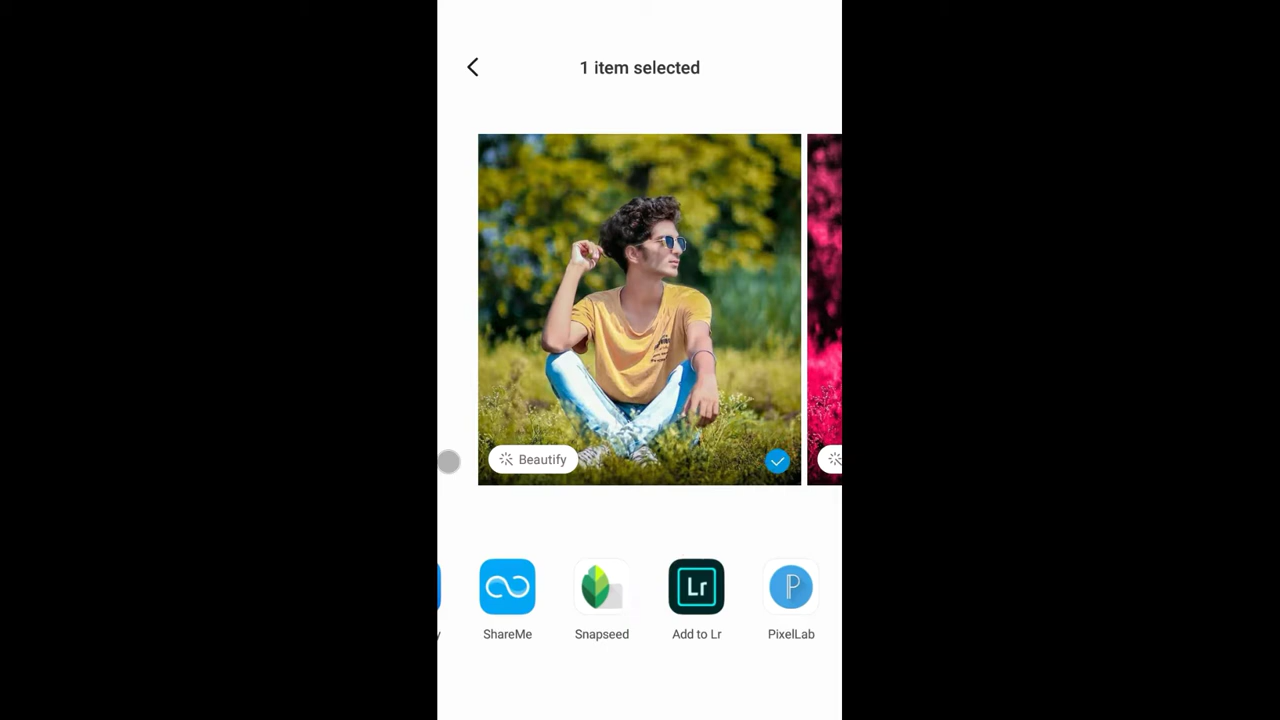 1 item selected
Beautify
Lr
P
y
ShareMe
Snapseed
Add to Lr
PixelLab